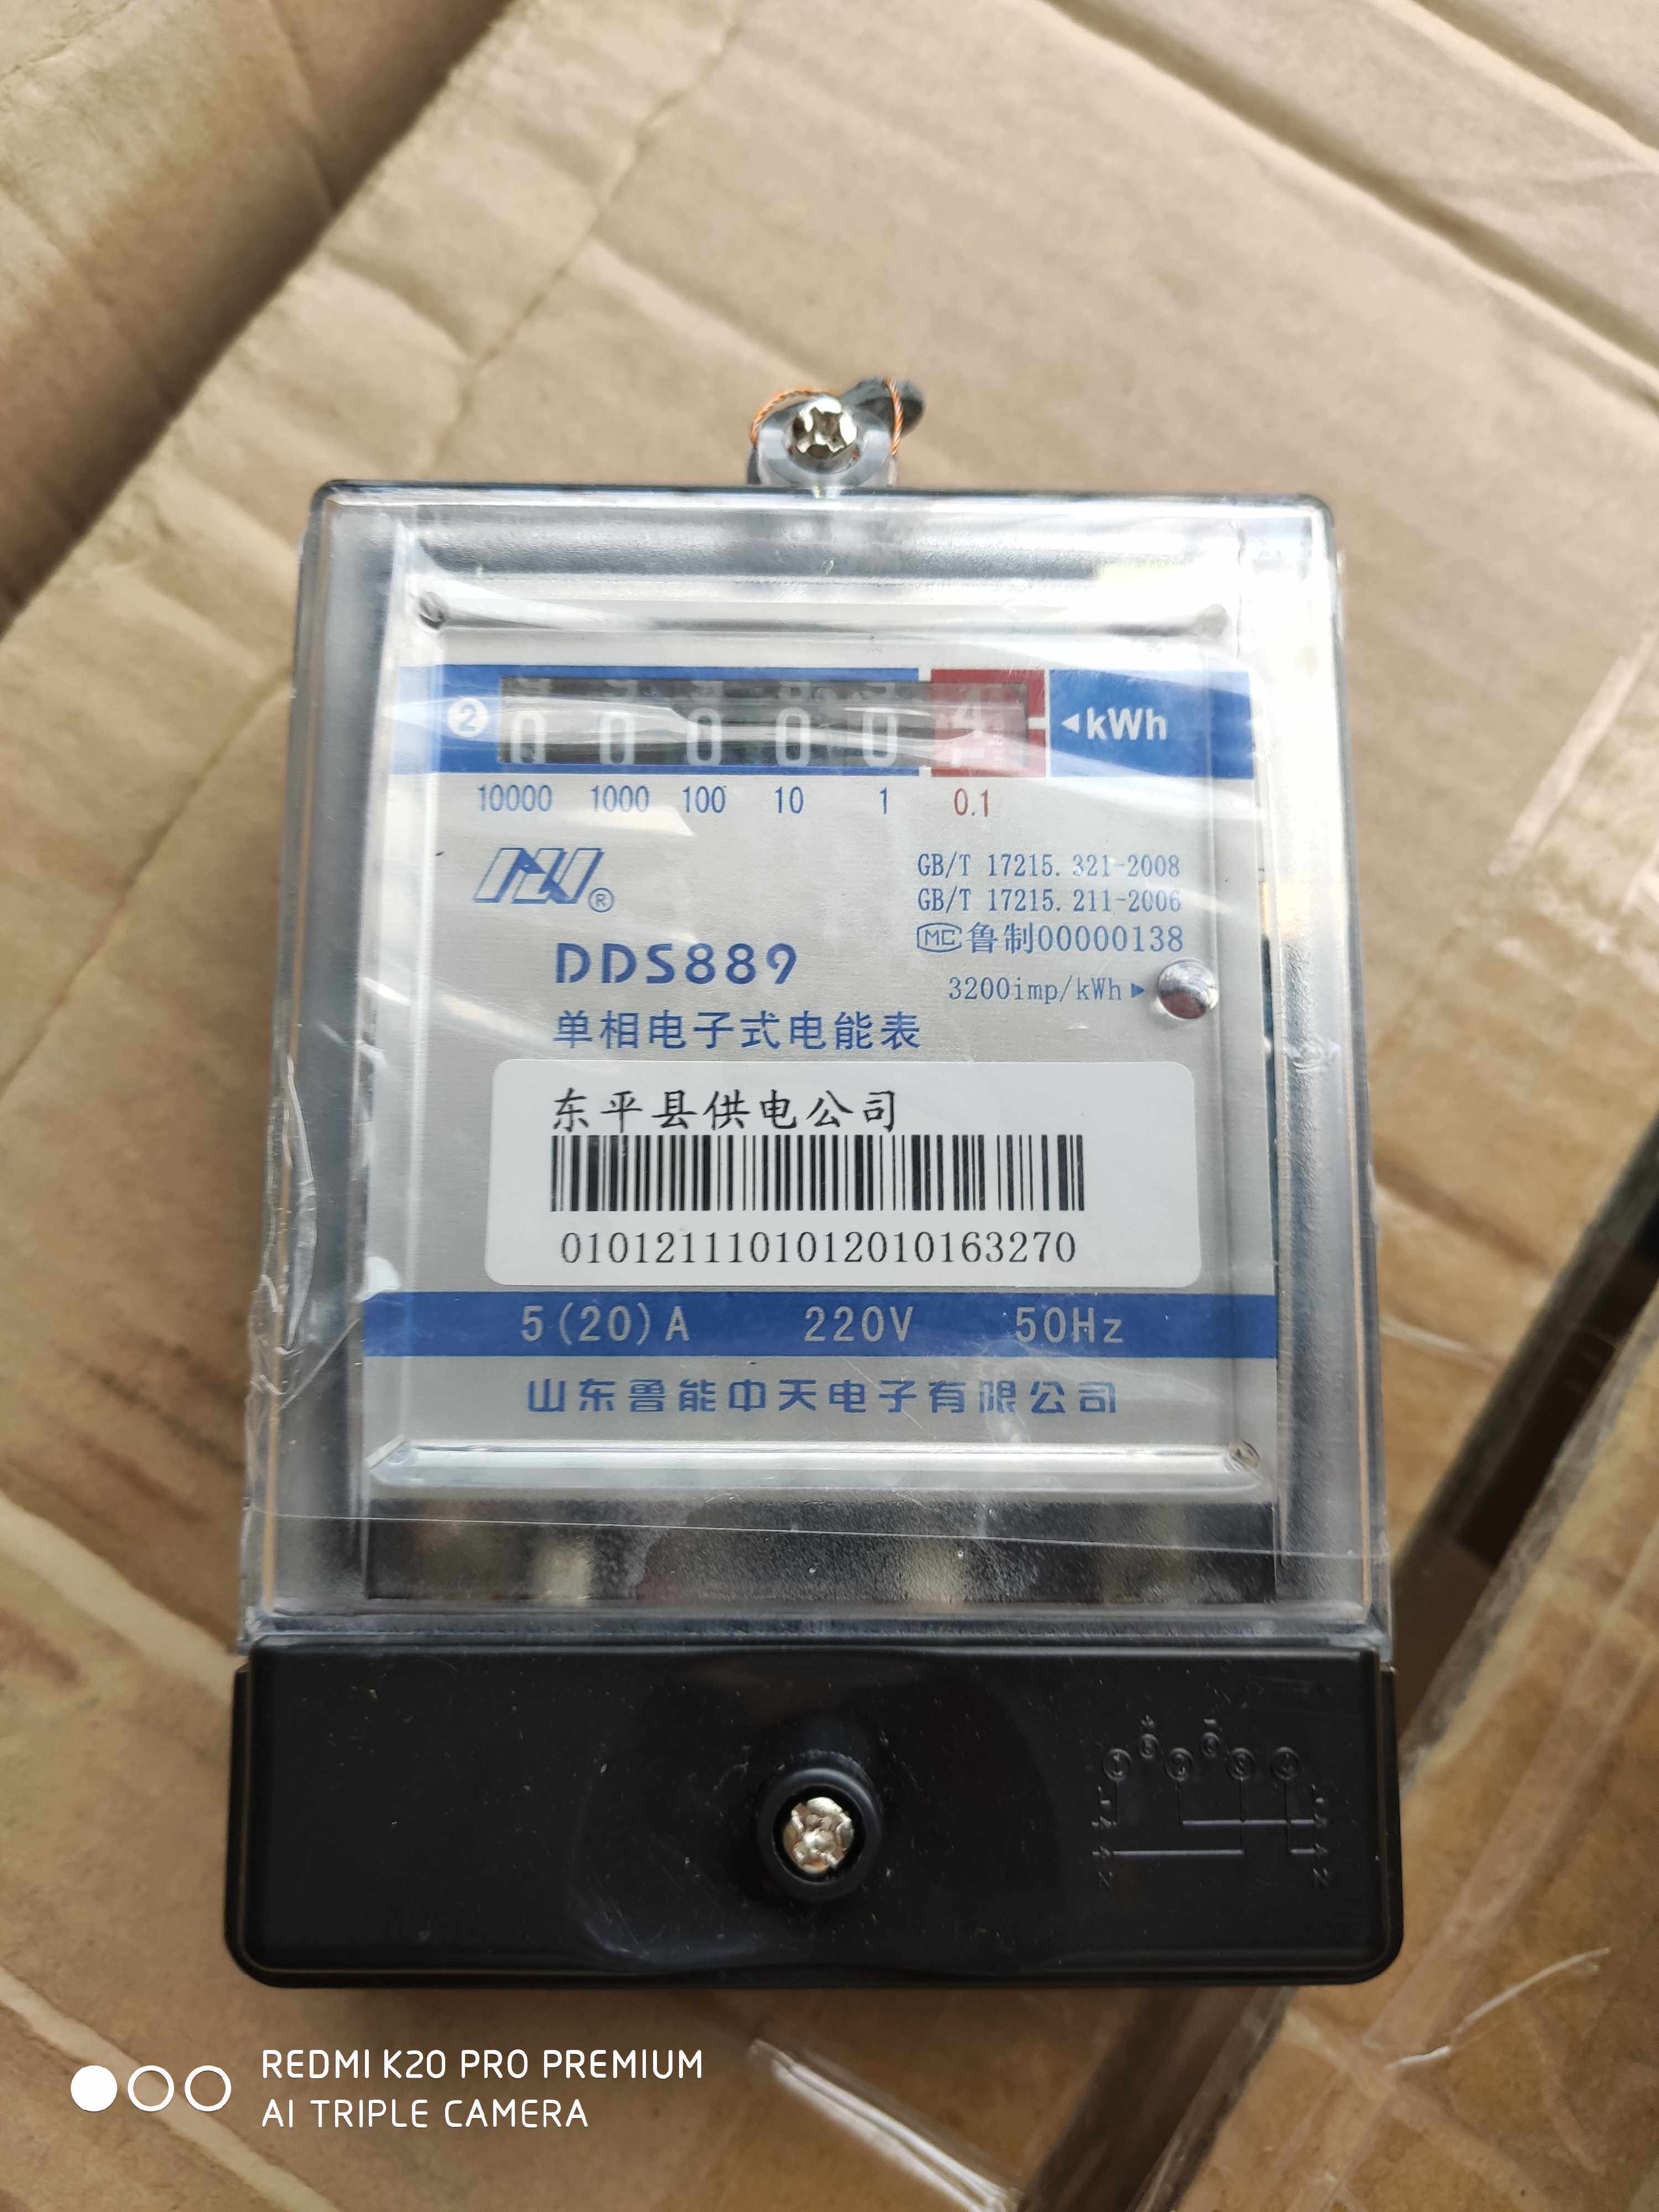 2 0 0 0 0 0 4 ◄kWh
10000 1000 100 10 1 0.1
®
GB/T 17215.321-2008
GB/T 17215.211-2006
MC 鲁制00000138
DDS889
3200imp/kWh►
单相电子式电能表
东平县供电公司
0101211101012010163270
5(20)A 220V 50Hz
山东鲁能中天电子有限公司
REDMI K20 PRO PREMIUM
AI TRIPLE CAMERA